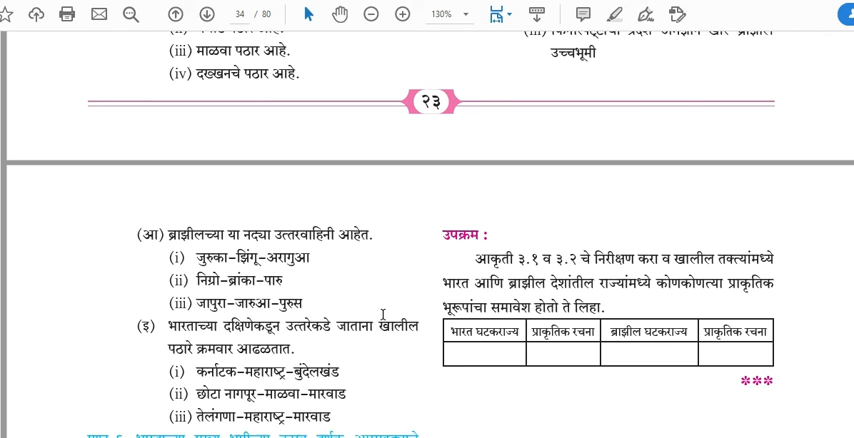 34 / 80
130%
(iii) माळवा पठार आहे.
(iv) दख्खनचे पठार आहे.
उच्चभूमी
२३
(आ) ब्राझीलच्या या नद्या उत्तरवाहिनी आहेत.
(i) जुरुका-झिंगू-अरागुआ
(ii) निग्रो-ब्रांका-पारु
(iii) जापुरा-जारुआ-पुरुस
(इ) भारताच्या दक्षिणेकडून उत्तरेकडे जाताना खालील
पठारे क्रमवार आढळतात.
(i) कर्नाटक-महाराष्ट्र-बुंदेलखंड
(ii) छोटा नागपूर-माळवा-मारवाड
(iii) तेलंगणा-महाराष्ट्र-मारवाड
उपक्रम :
आकृती ३.१ व ३.२ चे निरीक्षण करा व खालील तक्त्यांमध्ये
भारत आणि ब्राझील देशांतील राज्यांमध्ये कोणकोणत्या प्राकृतिक
भूरूपांचा समावेश होतो ते लिहा.
भारत घटकराज्य प्राकृतिक रचना ब्राझील घटकराज्य प्राकृतिक रचना
***